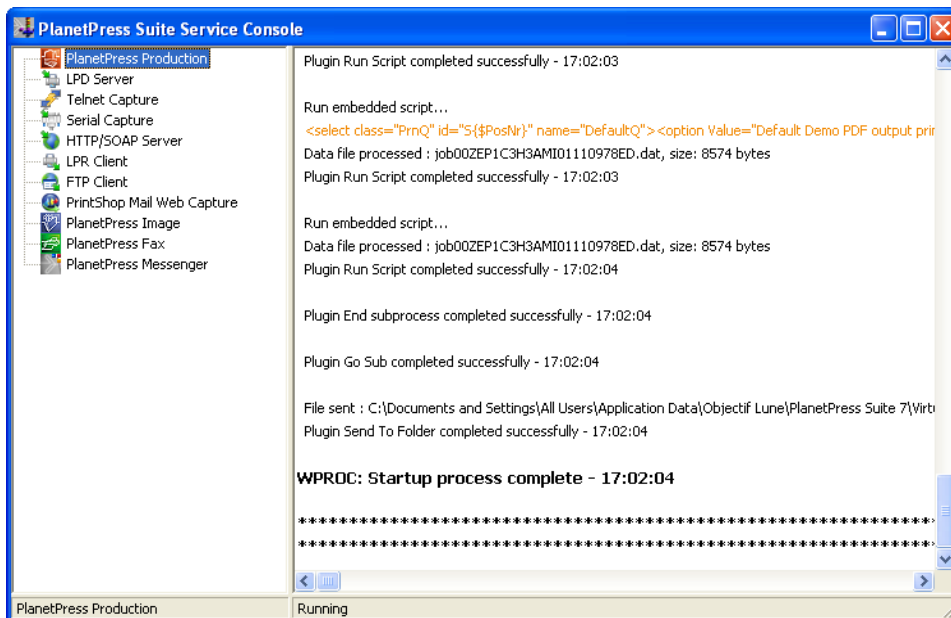 PlanetPress Suite Service Console
PlanetPress Production
LPD Server
Telnet Capture
Serial Capture
HTTP/SOAP Server
LPR Client
FTP Client
PrintShop Mail Web Capture
PlanetPress Image
PlanetPress Fax
PlanetPress Messenger
Plugin Run Script completed successfully - 17:02:03
Run embedded script...
<select class="PrnQ" id="S{$PosNr}" name="DefaultQ"><option Value="Default Demo PDF output prin
Data file processed : job00ZEP1C3H3AMI01110978ED.dat, size: 8574 bytes
Plugin Run Script completed successfully - 17:02:03
Run embedded script...
Data file processed : job00ZEP1C3H3AMI01110978ED.dat, size: 8574 bytes
Plugin Run Script completed successfully - 17:02:04
Plugin End subprocess completed successfully - 17:02:04
Plugin Go Sub completed successfully - 17:02:04
File sent : C:\Documents and Settings\All Users\Application Data\Objectif Lune\PlanetPress Suite 7\Virtu
Plugin Send To Folder completed successfully - 17:02:04
WPROC: Startup process complete - 17:02:04
******************************************************************
******************************************************************
PlanetPress Production
Running